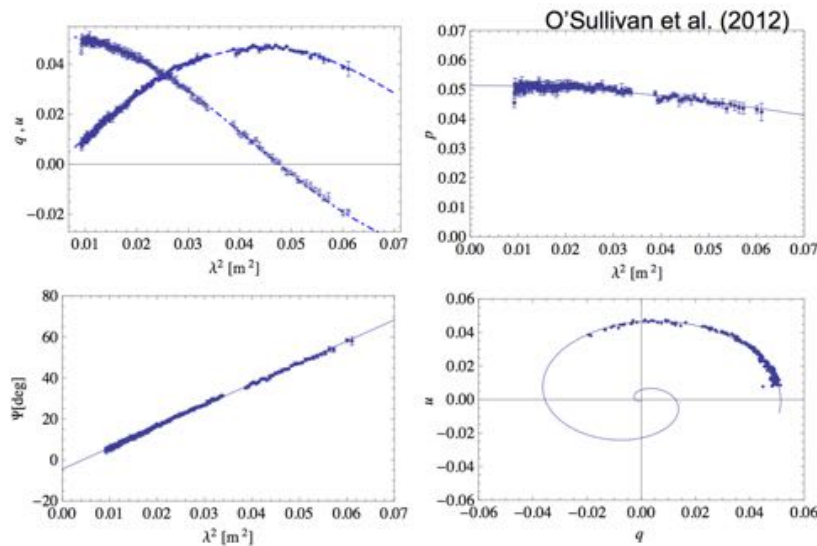 O'Sullivan et al. (2012)
q , u
0.04
0.02
0.00
−0.02
0.01 0.02 0.03 0.04 0.05 0.06 0.07
λ² [m²]
p
0.07
0.06
0.05
0.04
0.03
0.02
0.01
0.00
0.00 0.01 0.02 0.03 0.04 0.05 0.06 0.07
λ² [m²]
Ψ[deg]
80
60
40
20
0
−20
0.00 0.01 0.02 0.03 0.04 0.05 0.06 0.07
λ² [m²]
u
0.06
0.04
0.02
0.00
−0.02
−0.04
−0.06
−0.06 −0.04 −0.02 0.00 0.02 0.04 0.06
q